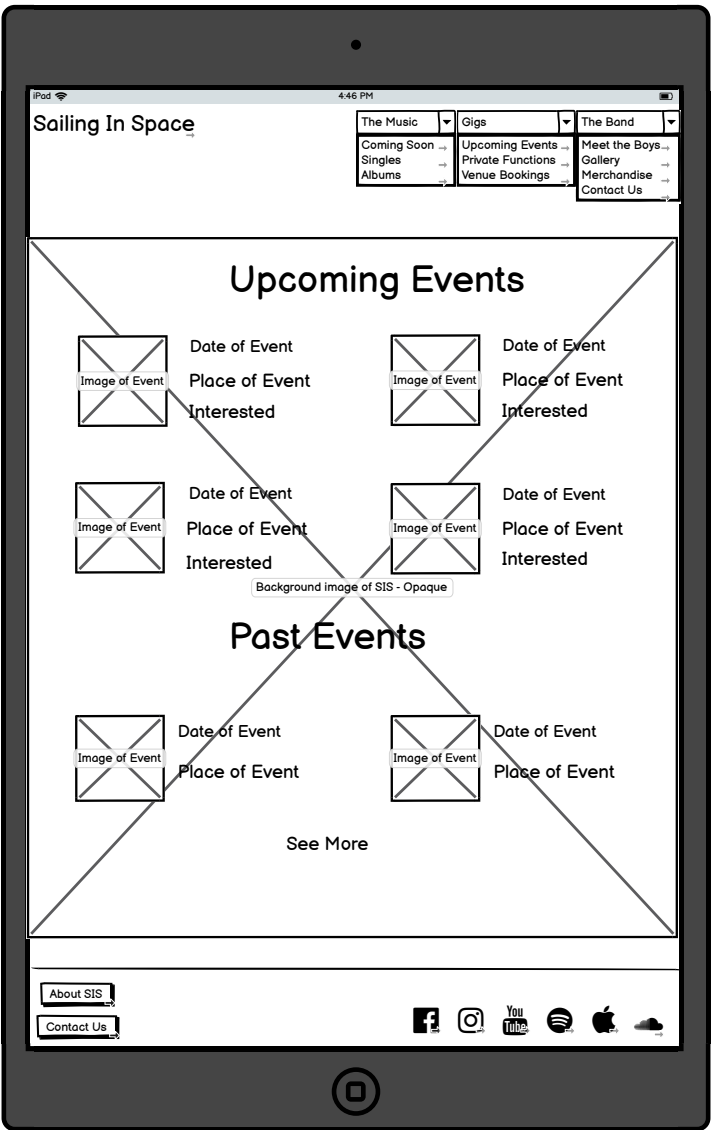 iPad 4:46 PM
Sailing In Space
The Music
Coming Soon
Singles
Albums
Gigs
Upcoming Events
Private Functions
Venue Bookings
The Band
Meet the Boys
Gallery
Merchandise
Contact Us
Upcoming Events
Image of Event
Date of Event
Place of Event
Interested
Image of Event
Date of Event
Place of Event
Interested
Image of Event
Date of Event
Place of Event
Interested
Image of Event
Date of Event
Place of Event
Interested
Background image of SIS - Opaque
Past Events
Image of Event
Date of Event
Place of Event
Image of Event
Date of Event
Place of Event
See More
About SIS
Contact Us
You
Tube